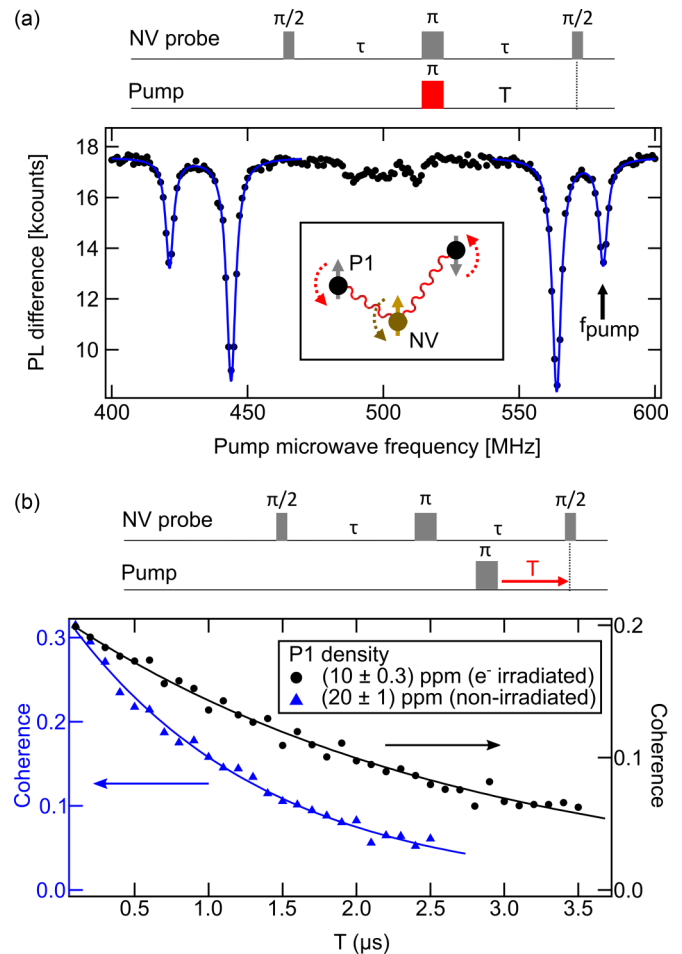 (a)
π/2 π π/2
NV probe τ τ
π
Pump T
18
16
14
12
10
PL difference [kcounts]
P1
NV
fpump
400 450 500 550 600
Pump microwave frequency [MHz]
(b)
π/2 π π/2
NV probe τ τ
π
Pump T
0.3
0.2
0.1
0.0
Coherence
P1 density
(10 ± 0.3) ppm (e⁻ irradiated)
(20 ± 1) ppm (non-irradiated)
0.2
0.1
0.0
Coherence
0.5 1.0 1.5 2.0 2.5 3.0 3.5
T (μs)